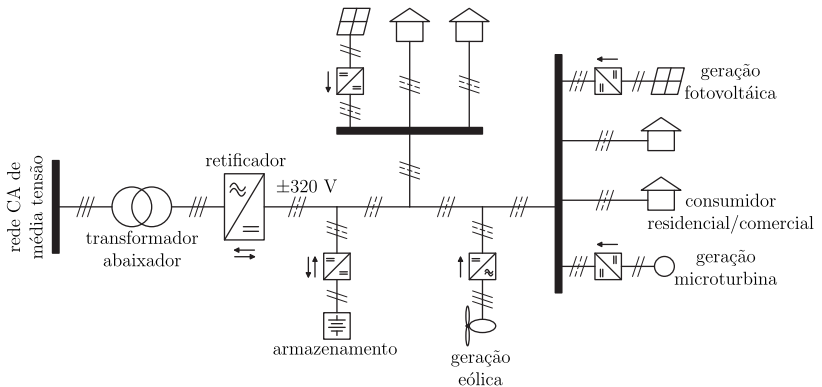 rede CA de
média tensão
transformador
abaixador
retificador
±320 V
armazenamento
geração
eólica
geração
fotovoltáica
consumidor
residencial/comercial
geração
microturbina